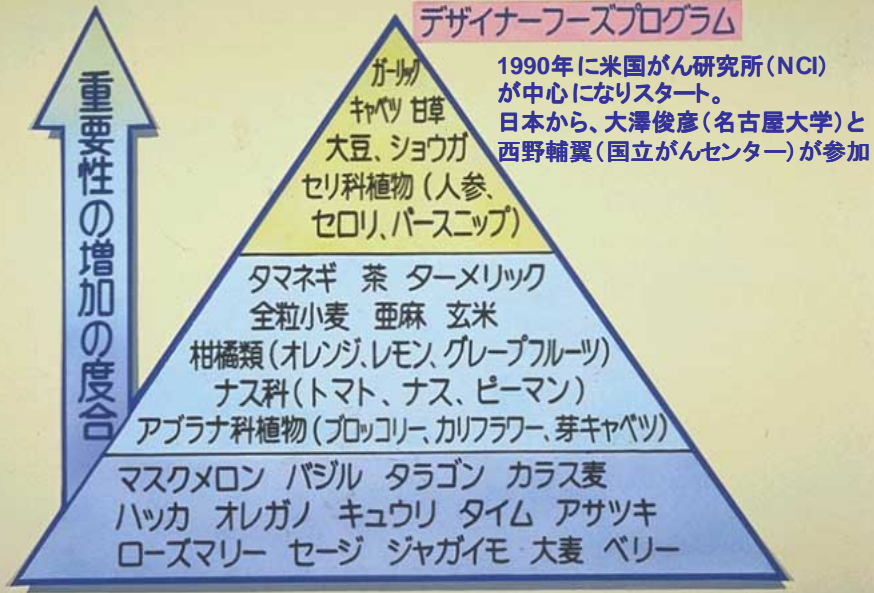 デザイナーフーズプログラム
1990年に米国がん研究所(NCI)
が中心になりスタート。
日本から、大澤俊彦(名古屋大学)と
西野輔翼(国立がんセンター)が参加
重要性の増加の度合
ガーリック
キャベツ 甘草
大豆、ショウガ
セリ科植物(人参、
セロリ、パースニップ)
タマネギ 茶 ターメリック
全粒小麦 亜麻 玄米
柑橘類(オレンジ、レモン、グレープフルーツ)
ナス科(トマト、ナス、ピーマン)
アブラナ科植物(ブロッコリー、カリフラワー、芽キャベツ)
マスクメロン バジル タラゴン カラス麦
ハッカ オレガノ キュウリ タイム アサツキ
ローズマリー セージ ジャガイモ 大麦 ベリー